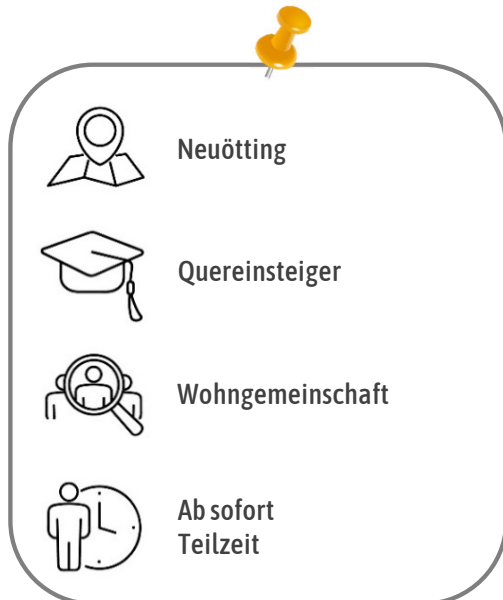 Neuötting
Quereinsteiger
Wohngemeinschaft
Ab sofort
Teilzeit